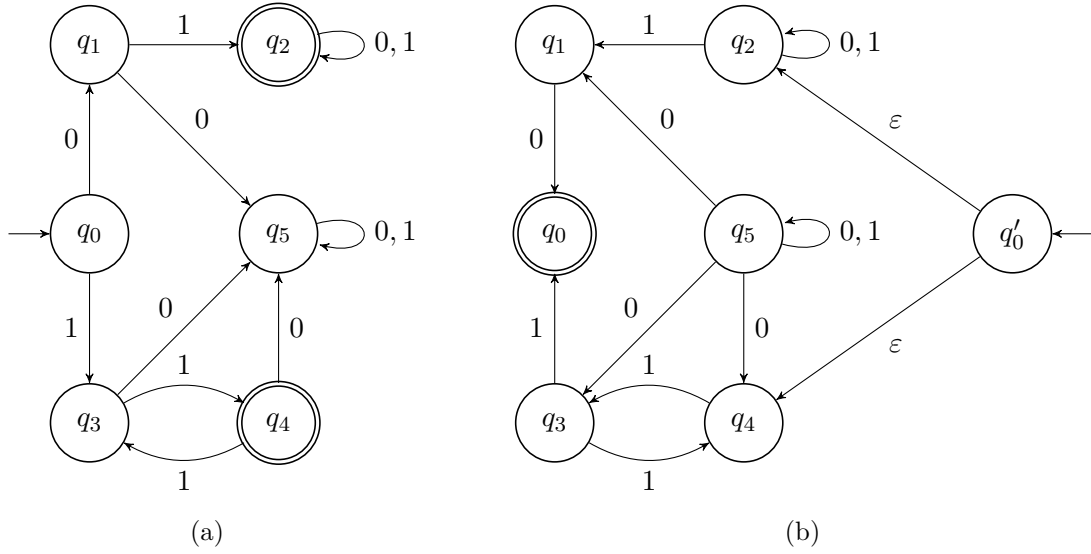 q₁ 1 q₂ 0, 1
0 0
q₀ q₅ 0, 1
1 0 0
1
q₃ q₄
1
(a)
q₁ 1 q₂ 0, 1
0 0 ε
q₀ q₅ 0, 1 q₀′
1 0 0 ε
1
q₃ q₄
1
(b)